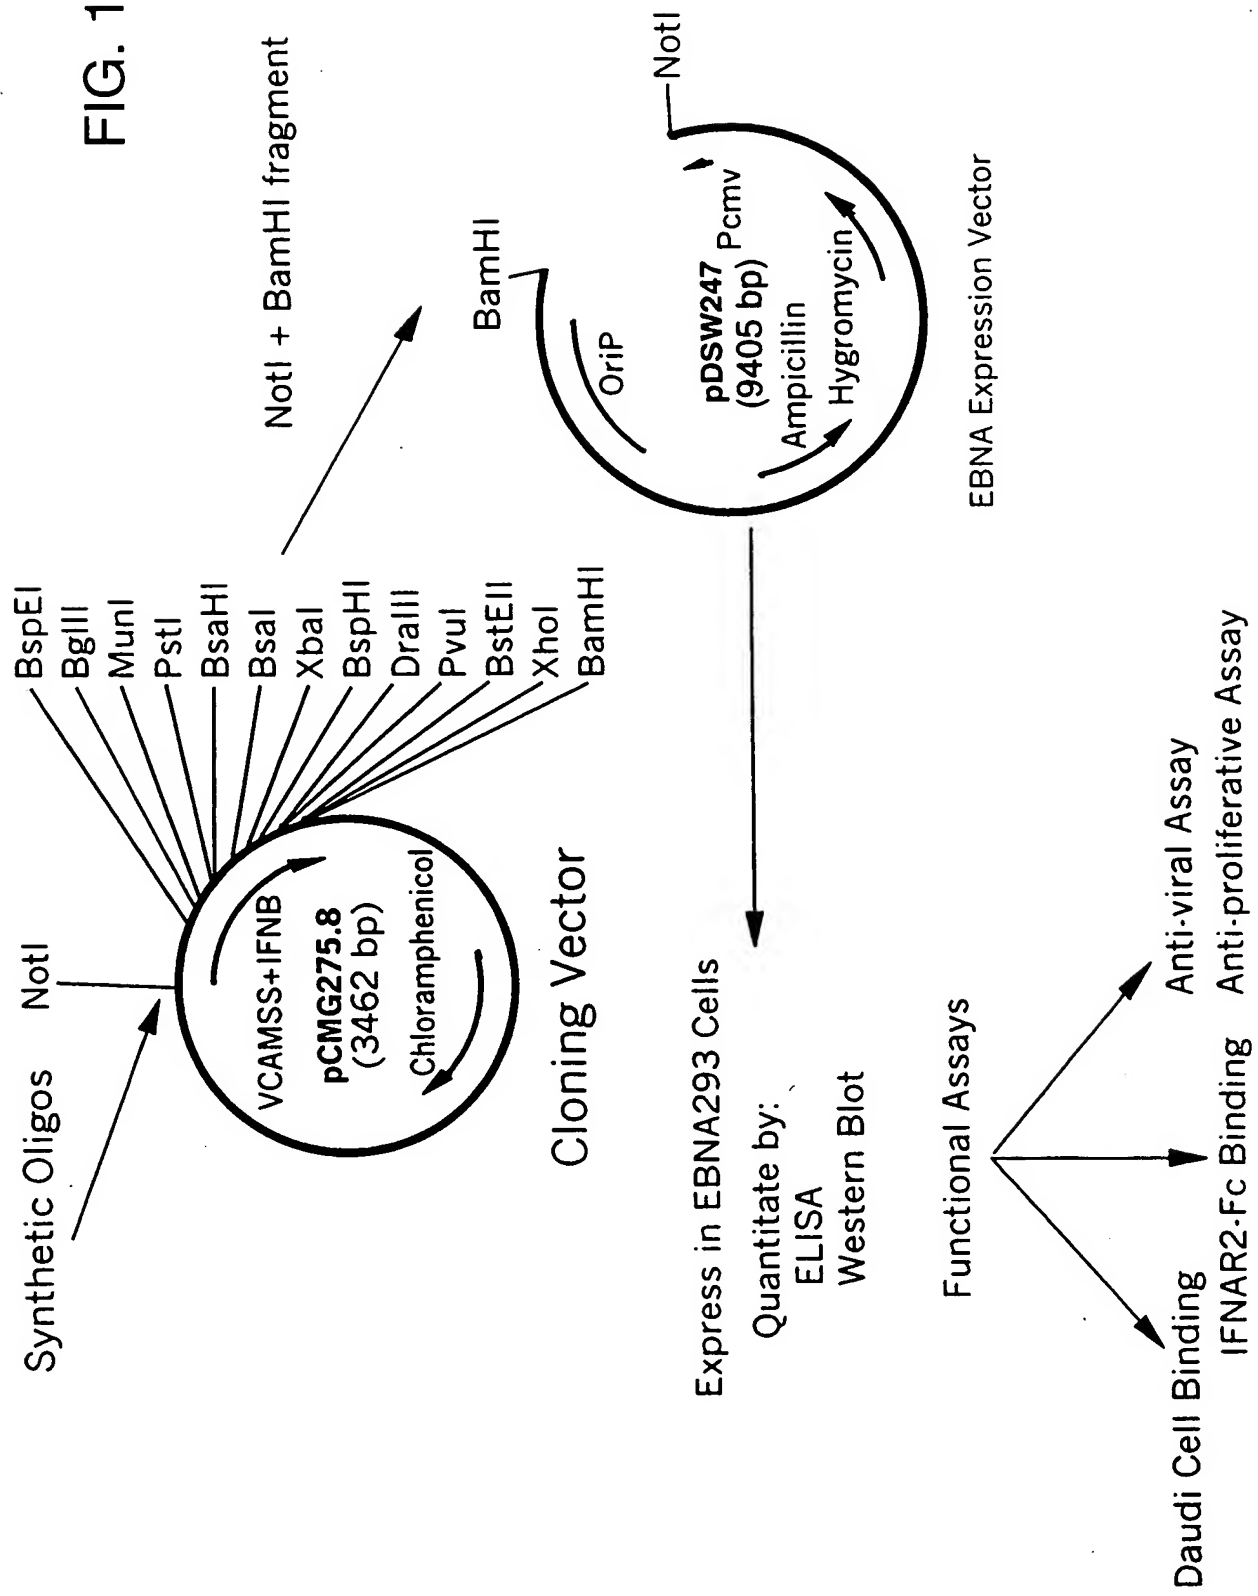 FIG. 1
Synthetic Oligos
NotI
BspEI
BglII
MunI
PstI
BsaHI
BsaI
XbaI
BspHI
DraIII
PvuI
BstEII
XhoI
BamHI
VCAMSS+IFNB
pCMG275.8
(3462 bp)
Chloramphenicol
Cloning Vector
NotI + BamHI fragment
BamHI
NotI
OriP
pDSW247
(9405 bp)
Pcmv
Ampicillin
Hygromycin
EBNA Expression Vector
Express in EBNA293 Cells
Quantitate by:
ELISA
Western Blot
Functional Assays
Daudi Cell Binding
IFNAR2-Fc Binding
Anti-viral Assay
Anti-proliferative Assay